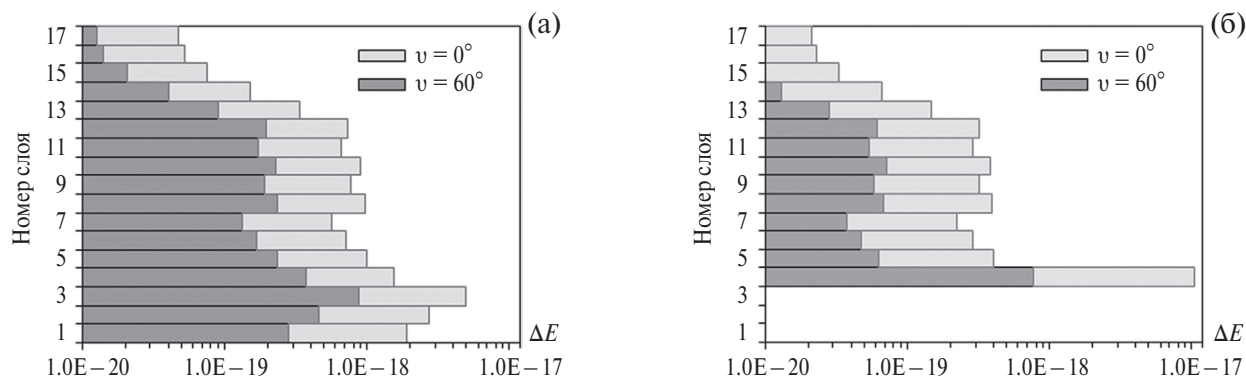 (а)
17
15
13
11
9
7
5
3
1
Номер слоя
υ = 0°
υ = 60°
ΔE
1.0E−20
1.0E−19
1.0E−18
1.0E−17
(б)
17
15
13
11
9
7
5
3
1
Номер слоя
υ = 0°
υ = 60°
ΔE
1.0E−20
1.0E−19
1.0E−18
1.0E−17